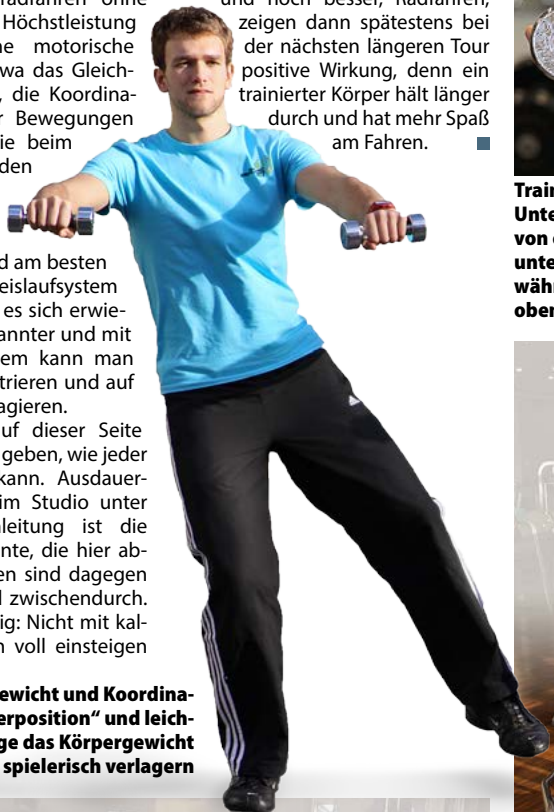 Höchstleistung
motorische
wa das Gleich-
, die Koordina-
Bewegungen
ie beim
den
d am besten
eislaufsystem
es sich erwie-
annter und mit
em kann man
trieren und auf
agieren.
uf dieser Seite
geben, wie jeder
kann. Ausdauer-
im Studio unter
leitung ist die
nte, die hier ab-
en sind dagegen
l zwischendurch.
ig: Nicht mit kal-
n voll einsteigen
ewicht und Koordina-
erposition“ und leich-
ge das Körpergewicht
spielerisch verlagern
und noch besser, Radfahren,
zeigen dann spätestens bei
der nächsten längeren Tour
positive Wirkung, denn ein
trainierter Körper hält länger
durch und hat mehr Spaß
am Fahren.
Train
Unte
von
unte
währ
ober